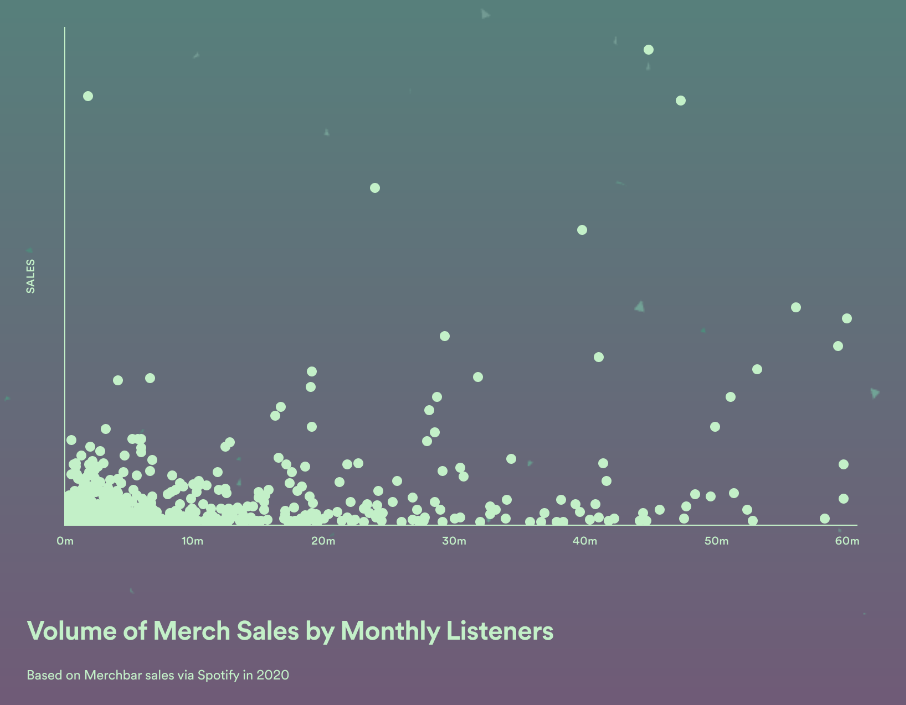 SALES
0m 10m 20m 30m 40m 50m 60m
Volume of Merch Sales by Monthly Listeners
Based on Merchbar sales via Spotify in 2020